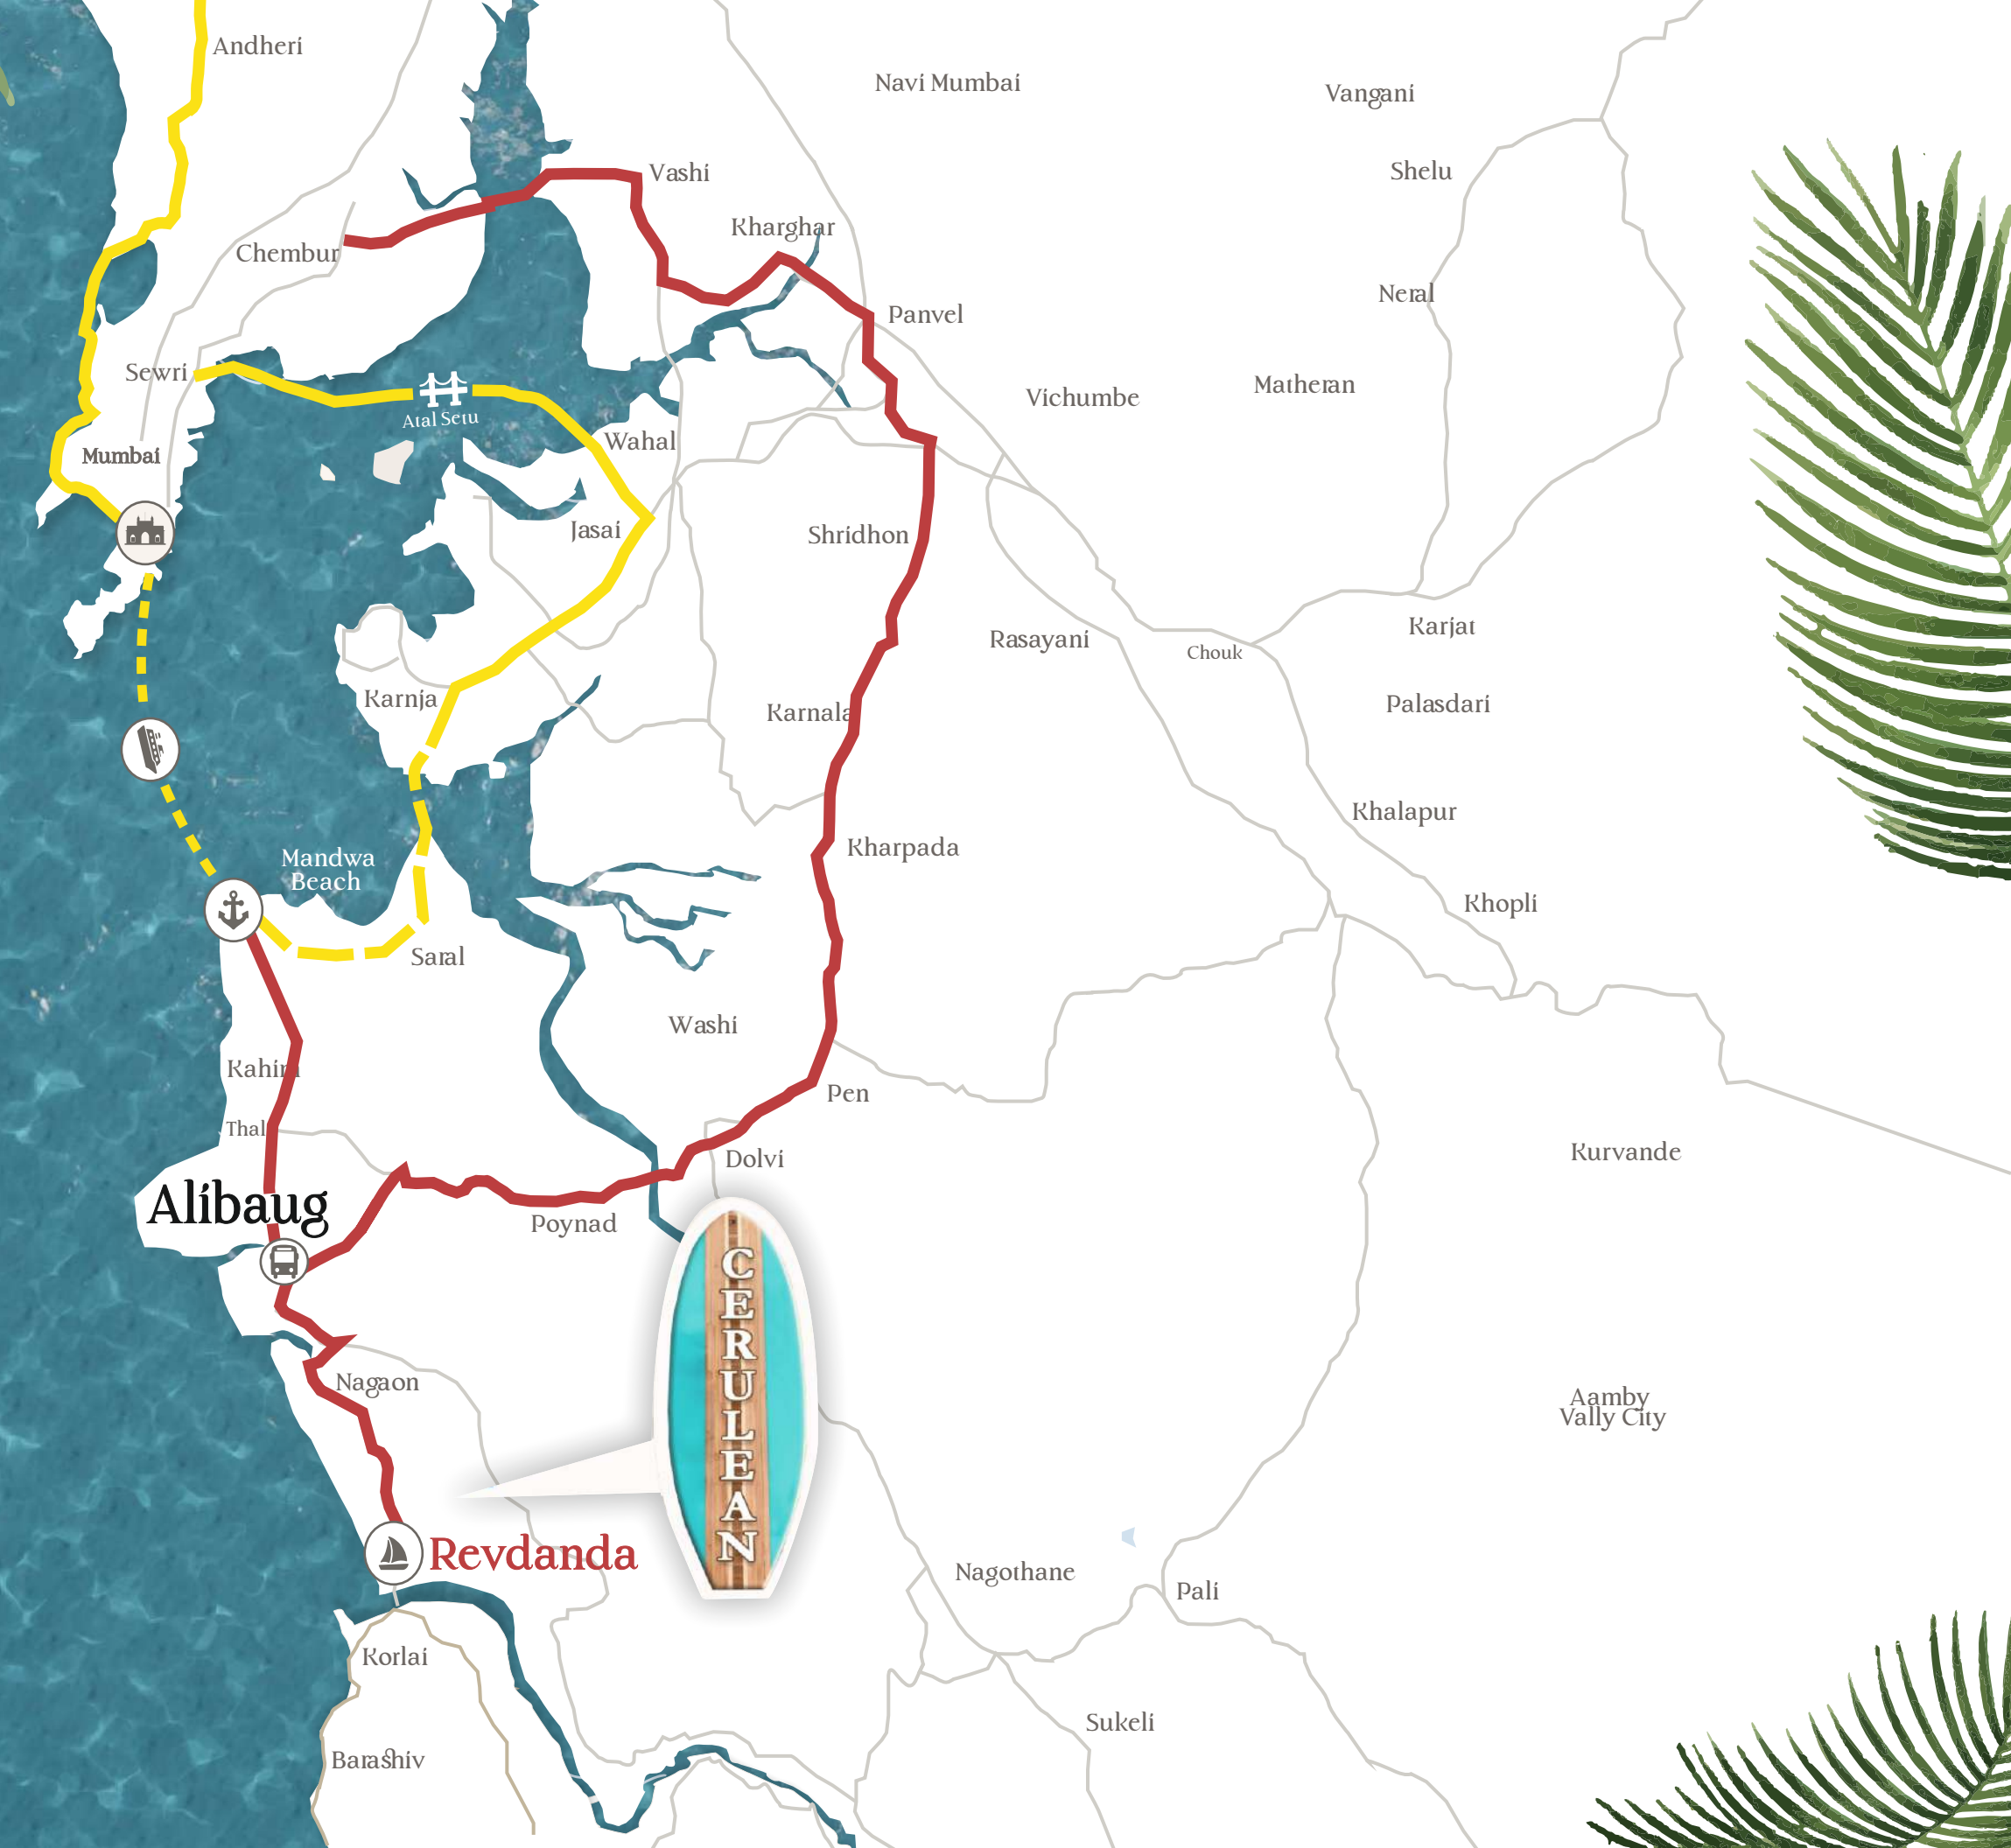 Andheri
Navi Mumbai
Vangani
Vashi
Shelu
Kharghar
Chembur
Neral
Panvel
Sewri
Matheran
Vichumbe
Atal Setu
Wahal
Mumbai
Jasai
Shridhon
Karjat
Rasayani
Chouk
Karnja
Palasdari
Karnala
Khalapur
Kharpada
Mandwa
Beach
Khopli
Saral
Washi
Kahim
Pen
Thal
Kurvande
Dolvi
Alibaug
Poynad
CERULEAN
Nagaon
Aamby
Vally City
Revdanda
Nagothane
Pali
Korlai
Sukeli
Barashiv